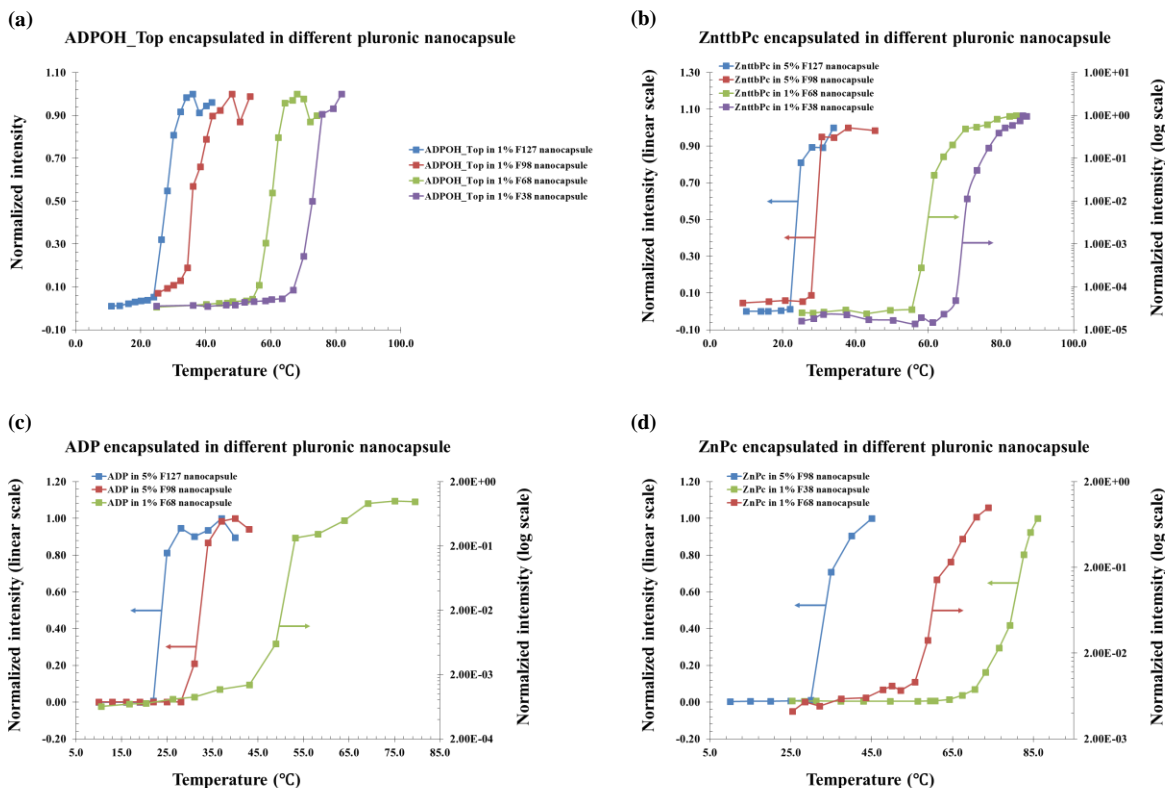 (a)
ADPOH_Top encapsulated in different pluronic nanocapsule
Normalized intensity
1.10
0.90
0.70
0.50
0.30
0.10
-0.10
0.0
20.0
40.0
60.0
80.0
100.0
Temperature (℃)
ADPOH_Top in 1% F127 nanocapsule
ADPOH_Top in 1% F98 nanocapsule
ADPOH_Top in 1% F68 nanocapsule
ADPOH_Top in 1% F38 nanocapsule
(b)
ZnttbPc encapsulated in different pluronic nanocapsule
ZnttbPc in 5% F127 nanocapsule
ZnttbPc in 5% F98 nanocapsule
ZnttbPc in 1% F68 nanocapsule
ZnttbPc in 1% F38 nanocapsule
Normalized intensity (linear scale)
1.30
1.10
0.90
0.70
0.50
0.30
0.10
-0.10
0.0
20.0
40.0
60.0
80.0
100.0
Temperature (℃)
1.00E+01
1.00E+00
1.00E-01
1.00E-02
1.00E-03
1.00E-04
1.00E-05
Normalzied intensity (log scale)
(c)
ADP encapsulated in different pluronic nanocapsule
ADP in 5% F127 nanocapsule
ADP in 5% F98 nanocapsule
ADP in 1% F68 nanocapsule
Normalized intensity (linear scale)
1.20
1.00
0.80
0.60
0.40
0.20
0.00
-0.20
5.0
15.0
25.0
35.0
45.0
55.0
65.0
75.0
85.0
Temperature (℃)
2.00E+00
2.00E-01
2.00E-02
2.00E-03
2.00E-04
Normalzied intensity (log scale)
(d)
ZnPc encapsulated in different pluronic nanocapsule
ZnPc in 5% F98 nanocapsule
ZnPc in 1% F38 nanocapsule
ZnPc in 1% F68 nanocapsule
Normalized intensity (linear scale)
1.20
1.00
0.80
0.60
0.40
0.20
0.00
-0.20
5.0
25.0
45.0
65.0
85.0
Temperature (℃)
2.00E+00
2.00E-01
2.00E-02
2.00E-03
Normalzied intensity (log scale)